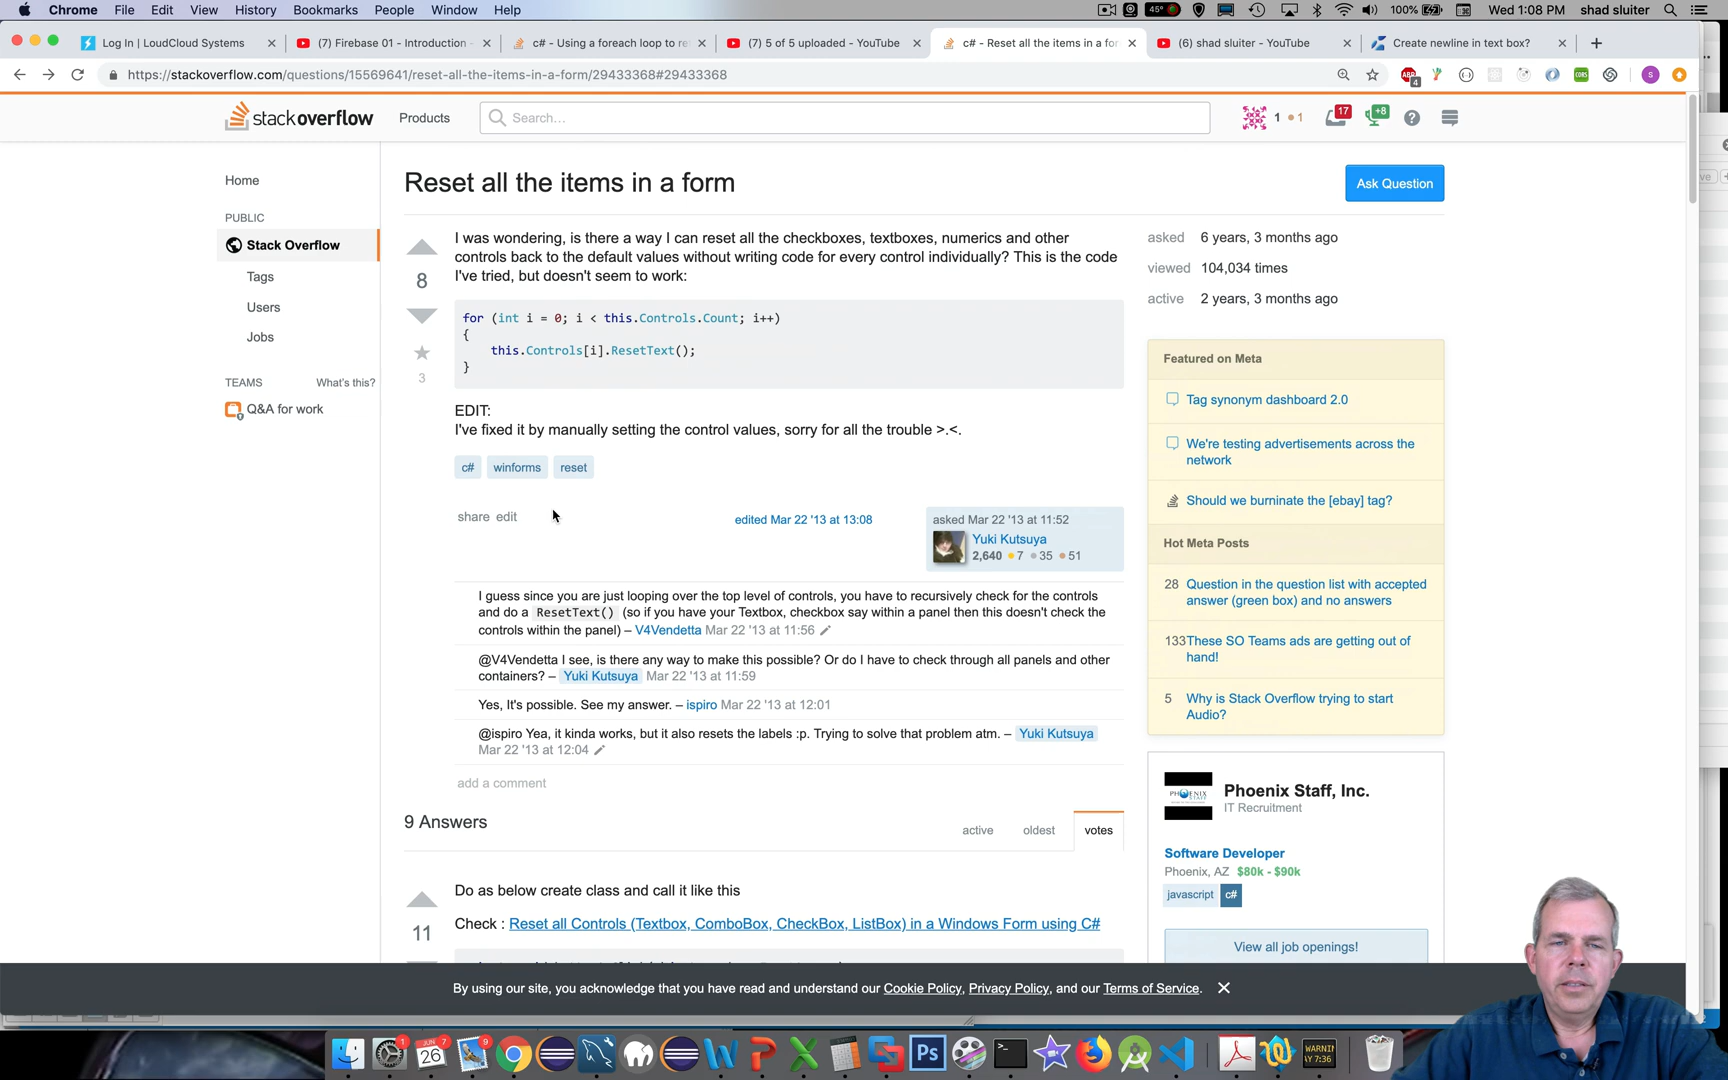 Chrome File Edit View History Bookmarks People Window Help 45° 100% Wed 1:08 PM shad sluiter
Log In | LoudCloud Systems (7) Firebase 01 - Introduction c# - Using a foreach loop to re (7) 5 of 5 uploaded - YouTube c# - Reset all the items in a for (6) shad sluiter - YouTube Create newline in text box?
https://stackoverflow.com/questions/15569641/reset-all-the-items-in-a-form/29433368#29433368 ABP 4 CORS S
stackoverflow Products Search... 1 1 17 +8
Home
PUBLIC
Stack Overflow
Tags
Users
Jobs
TEAMS What's this?
Q&A for work
Reset all the items in a form
Ask Question
8
3
I was wondering, is there a way I can reset all the checkboxes, textboxes, numerics and other
controls back to the default values without writing code for every control individually? This is the code
I've tried, but doesn't seem to work:
for (int i = 0; i < this.Controls.Count; i++)
{
this.Controls[i].ResetText();
}
EDIT:
I've fixed it by manually setting the control values, sorry for all the trouble >.<.
c# winforms reset
share edit
edited Mar 22 '13 at 13:08
asked Mar 22 '13 at 11:52
Yuki Kutsuya
2,640 7 35 51
I guess since you are just looping over the top level of controls, you have to recursively check for the controls
and do a ResetText() (so if you have your Textbox, checkbox say within a panel then this doesn't check the
controls within the panel) – V4Vendetta Mar 22 '13 at 11:56
@V4Vendetta I see, is there any way to make this possible? Or do I have to check through all panels and other
containers? – Yuki Kutsuya Mar 22 '13 at 11:59
Yes, It's possible. See my answer. – ispiro Mar 22 '13 at 12:01
@ispiro Yea, it kinda works, but it also resets the labels :p. Trying to solve that problem atm. – Yuki Kutsuya
Mar 22 '13 at 12:04
add a comment
9 Answers
active oldest votes
11
Do as below create class and call it like this
Check : Reset all Controls (Textbox, ComboBox, CheckBox, ListBox) in a Windows Form using C#
asked 6 years, 3 months ago
viewed 104,034 times
active 2 years, 3 months ago
Featured on Meta
Tag synonym dashboard 2.0
We're testing advertisements across the
network
Should we burninate the [ebay] tag?
Hot Meta Posts
28 Question in the question list with accepted
answer (green box) and no answers
133 These SO Teams ads are getting out of
hand!
5 Why is Stack Overflow trying to start
Audio?
PHOENIX
STAFF
Phoenix Staff, Inc.
IT Recruitment
Software Developer
Phoenix, AZ $80k - $90k
javascript c#
View all job openings!
By using our site, you acknowledge that you have read and understand our Cookie Policy, Privacy Policy, and our Terms of Service.
1 JUN 26 7 9 Ps WARNIN
AY 7:36